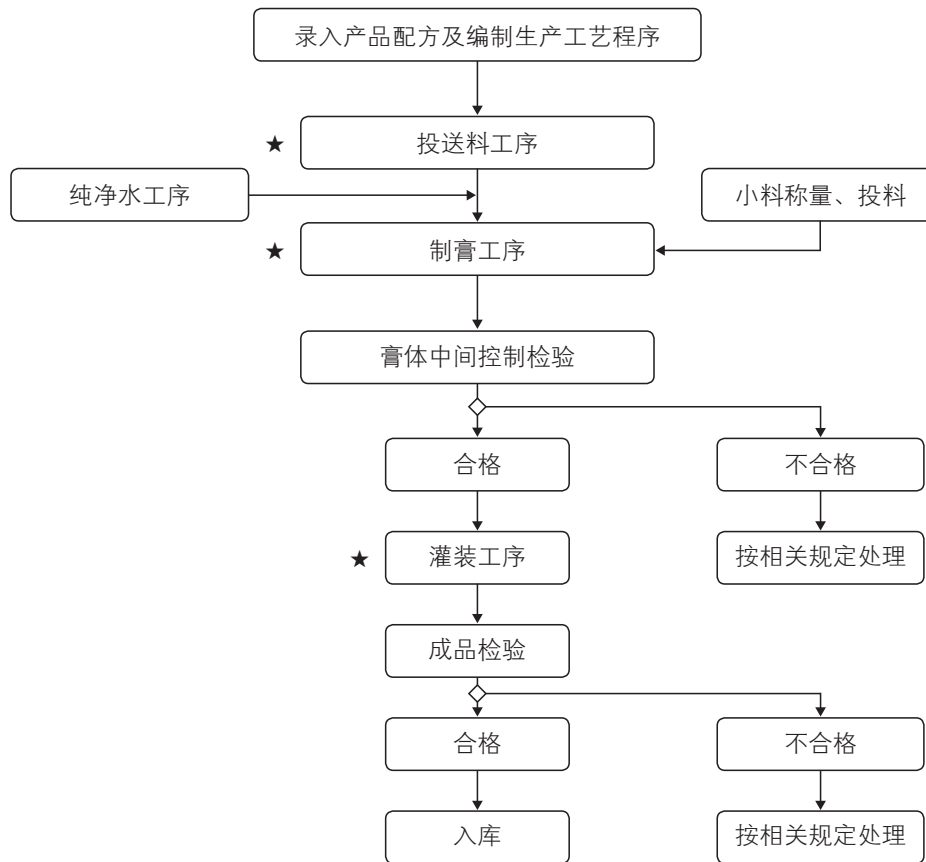 录入产品配方及编制生产工艺程序
★
投送料工序
纯净水工序
小料称量、投料
★
制膏工序
膏体中间控制检验
合格
不合格
★
灌装工序
按相关规定处理
成品检验
合格
不合格
入库
按相关规定处理